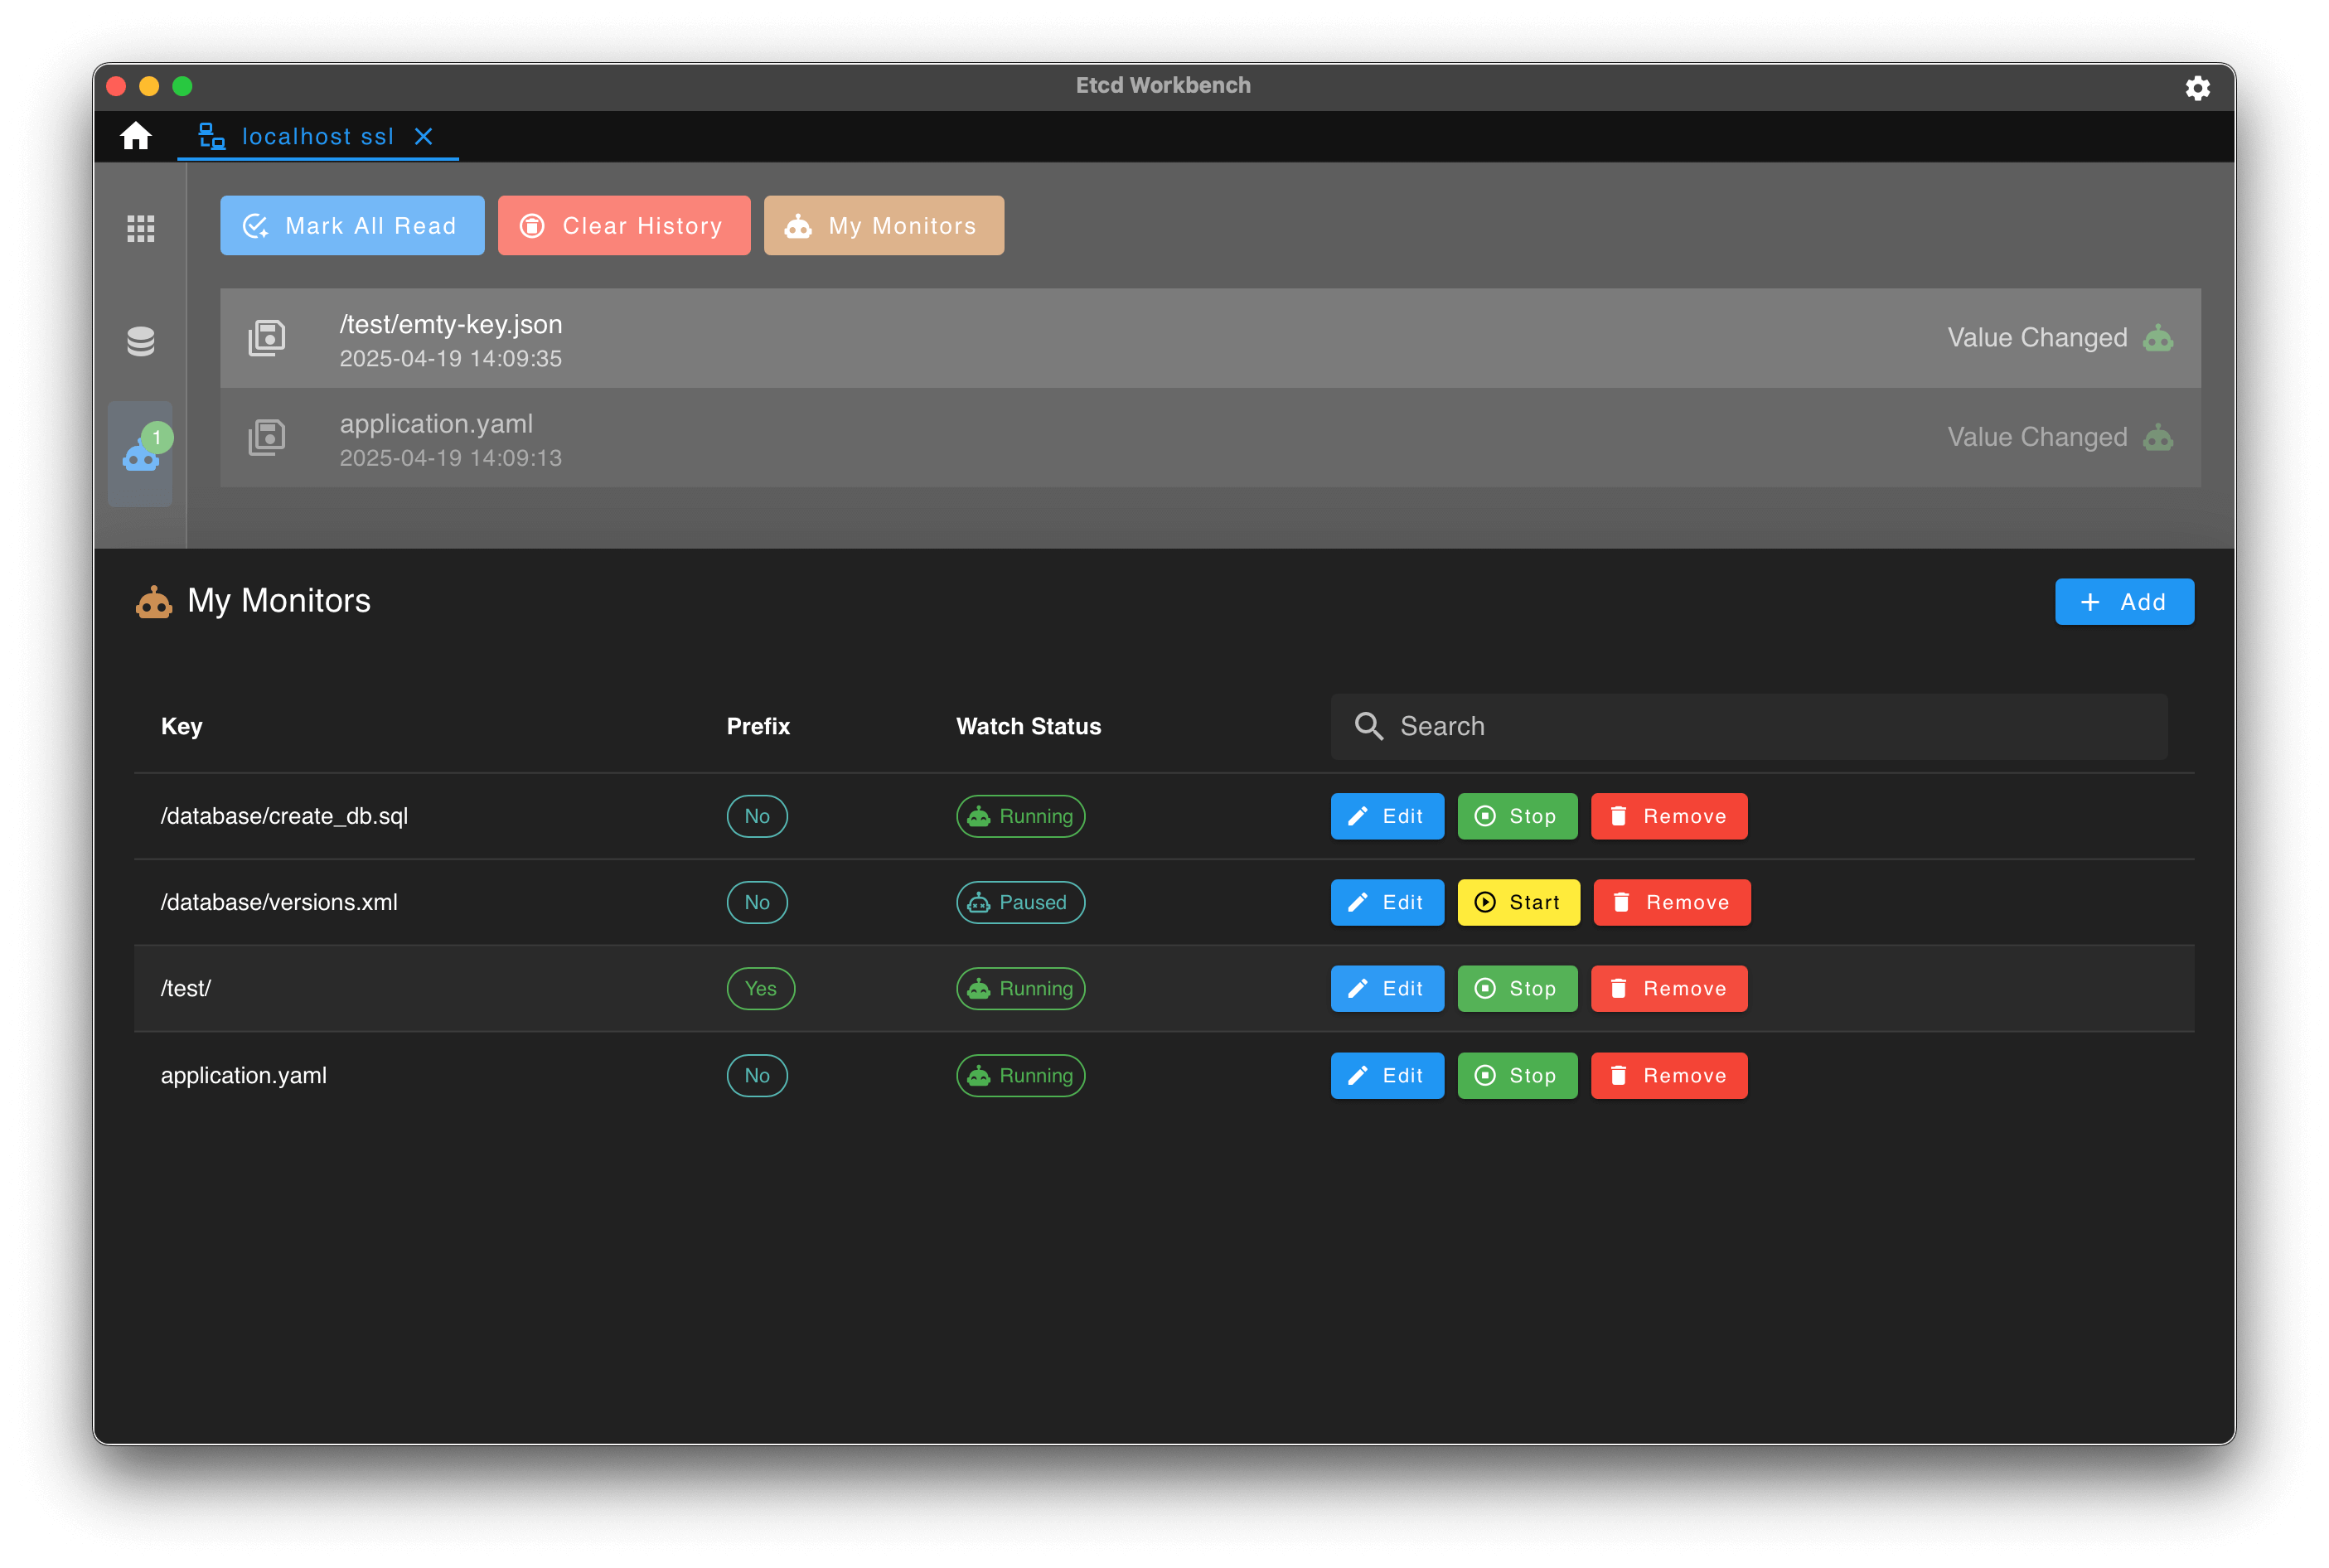 Etcd Workbench
localhost ssl
Mark All Read
Clear History
My Monitors
/test/emty-key.json
2025-04-19 14:09:35
Value Changed
application.yaml
2025-04-19 14:09:13
Value Changed
1
My Monitors
Add
Key Prefix Watch Status Search
/database/create_db.sql No Running Edit Stop Remove
/database/versions.xml No Paused Edit Start Remove
/test/ Yes Running Edit Stop Remove
application.yaml No Running Edit Stop Remove